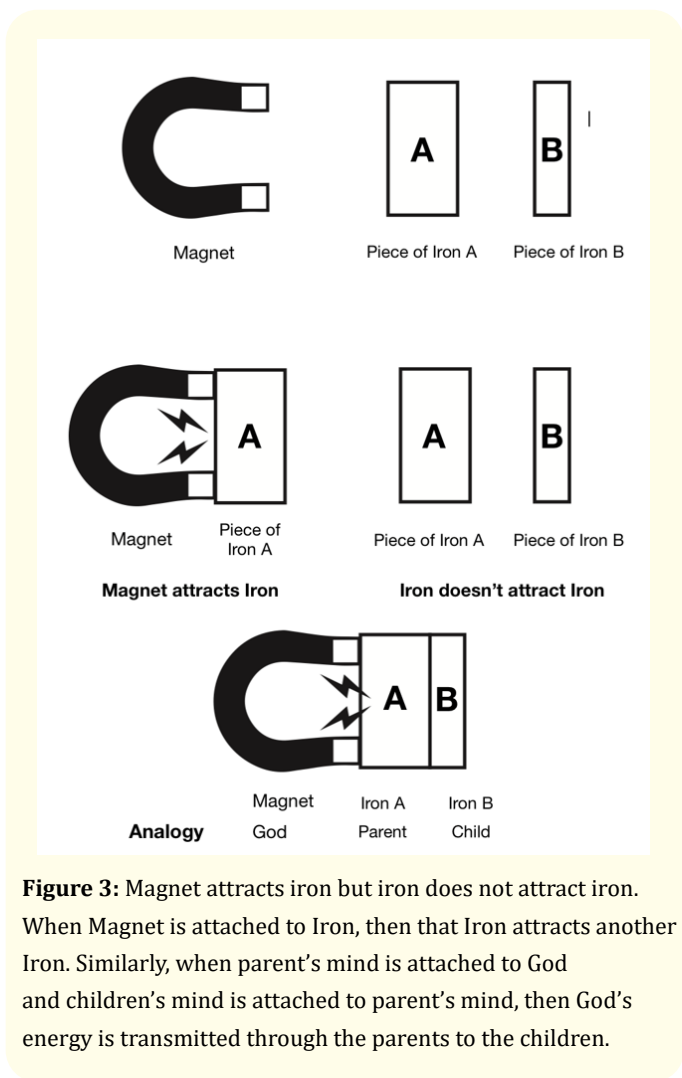 A B
Magnet Piece of Iron A Piece of Iron B
A A B
Magnet Piece of
Iron A Piece of Iron A Piece of Iron B
Magnet attracts Iron Iron doesn’t attract Iron
A B
Magnet Iron A Iron B
Analogy God Parent Child
Figure 3: Magnet attracts iron but iron does not attract iron.
When Magnet is attached to Iron, then that Iron attracts another
Iron. Similarly, when parent’s mind is attached to God
and children’s mind is attached to parent’s mind, then God’s
energy is transmitted through the parents to the children.